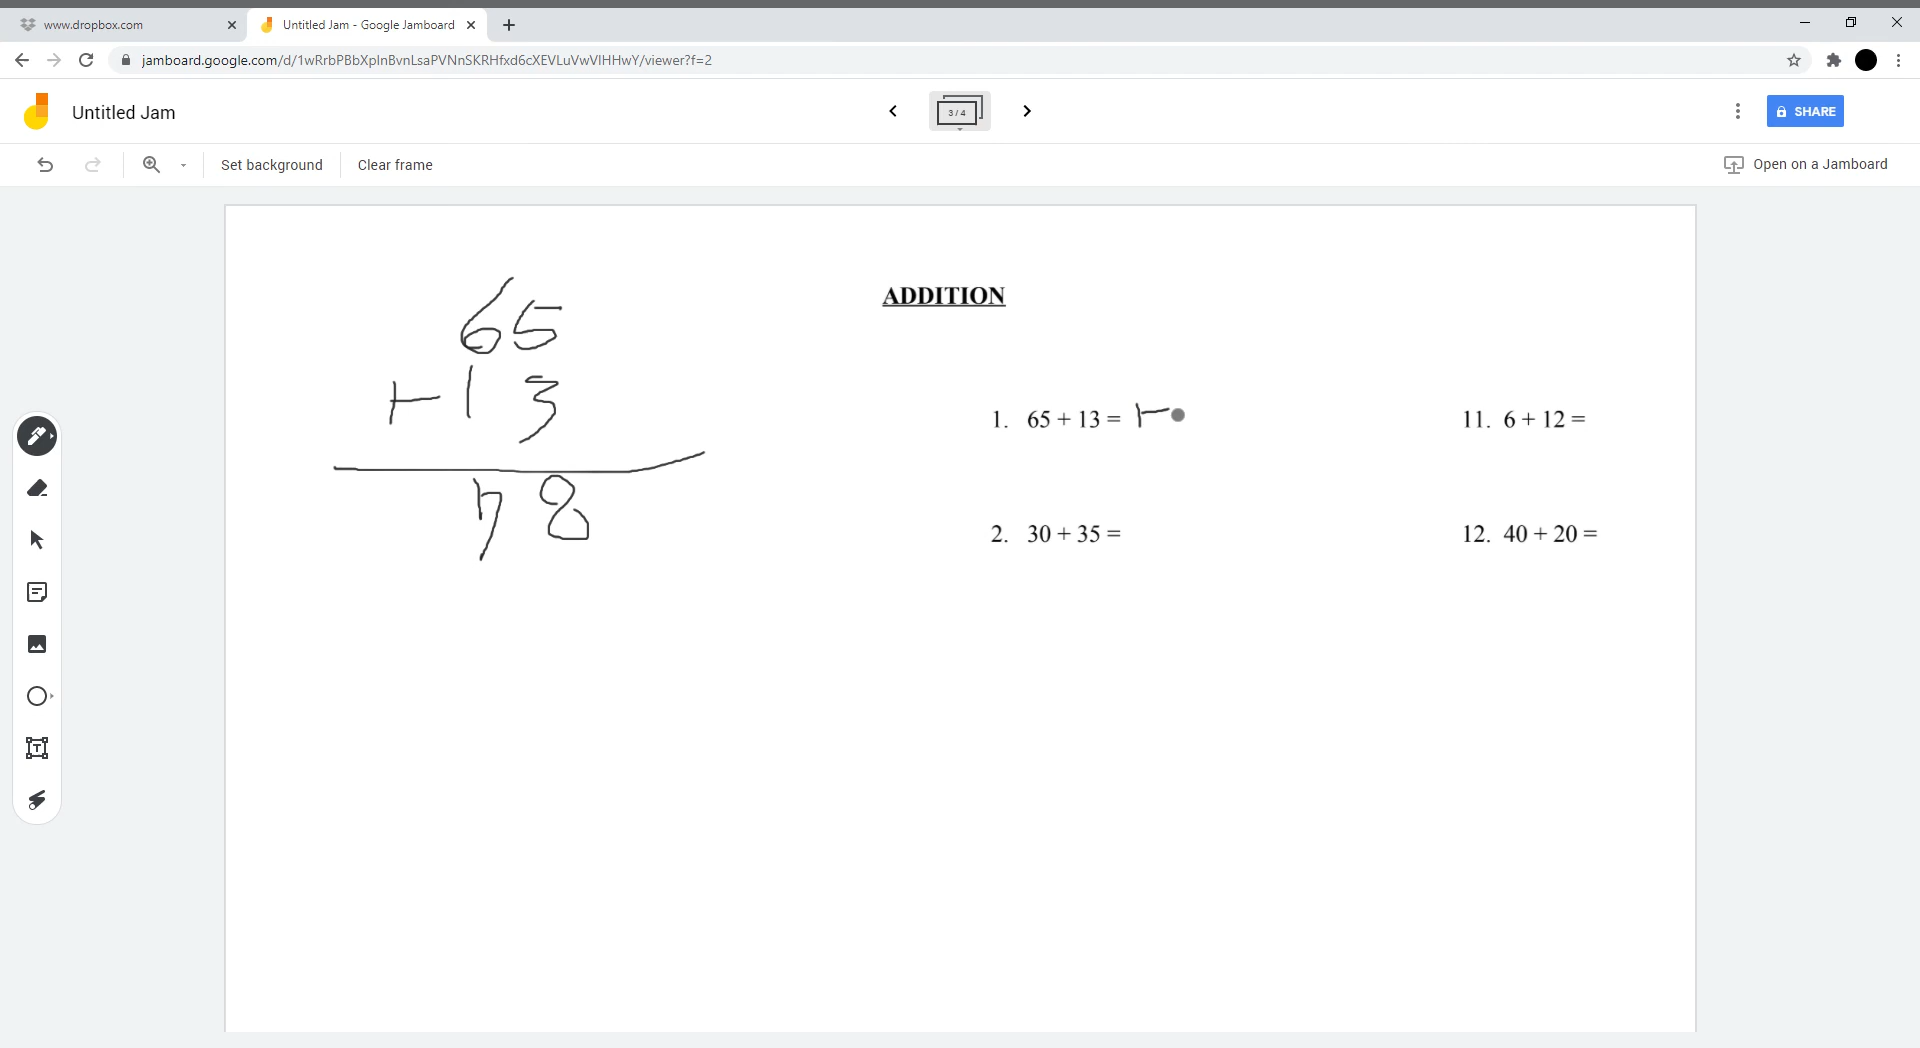 www.dropbox.com
Untitled Jam - Google Jamboard
jamboard.google.com/d/1wRrbPBbXpInBvnLsaPVNnSKRHfxd6cXEVLuVwVIHHwY/viewer?f=2
Untitled Jam
3 / 4
SHARE
Set background
Clear frame
Open on a Jamboard
65
+13
78
ADDITION
1. 65 + 13 =
11. 6 + 12 =
2. 30 + 35 =
12. 40 + 20 =